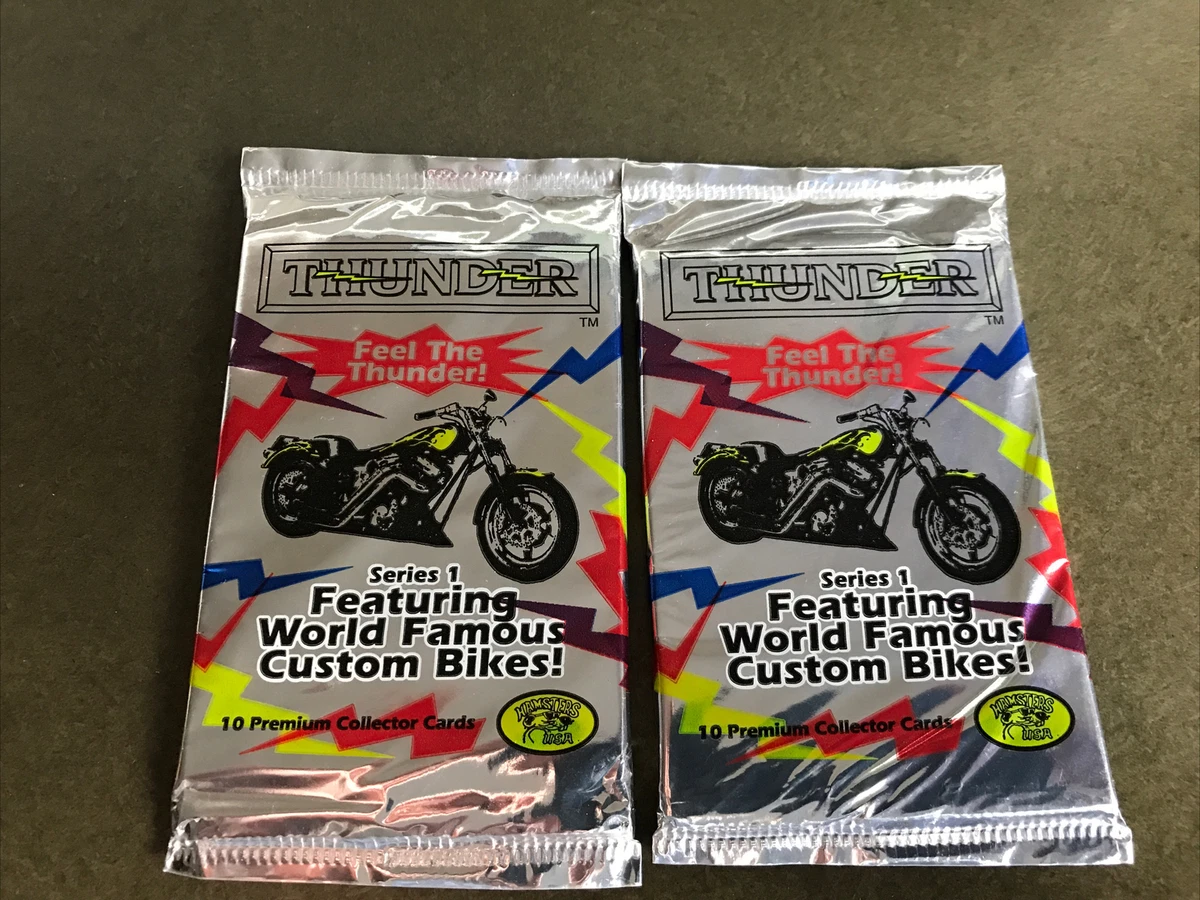 THUNDER
TM
Feel The
Thunder!
Series 1
Featuring
World Famous
Custom Bikes!
10 Premium Collector Cards
HAMSTERS
USA
THUNDER
TM
Feel The
Thunder!
Series 1
Featuring
World Famous
Custom Bikes!
10 Premium Collector Cards
HAMSTERS
USA